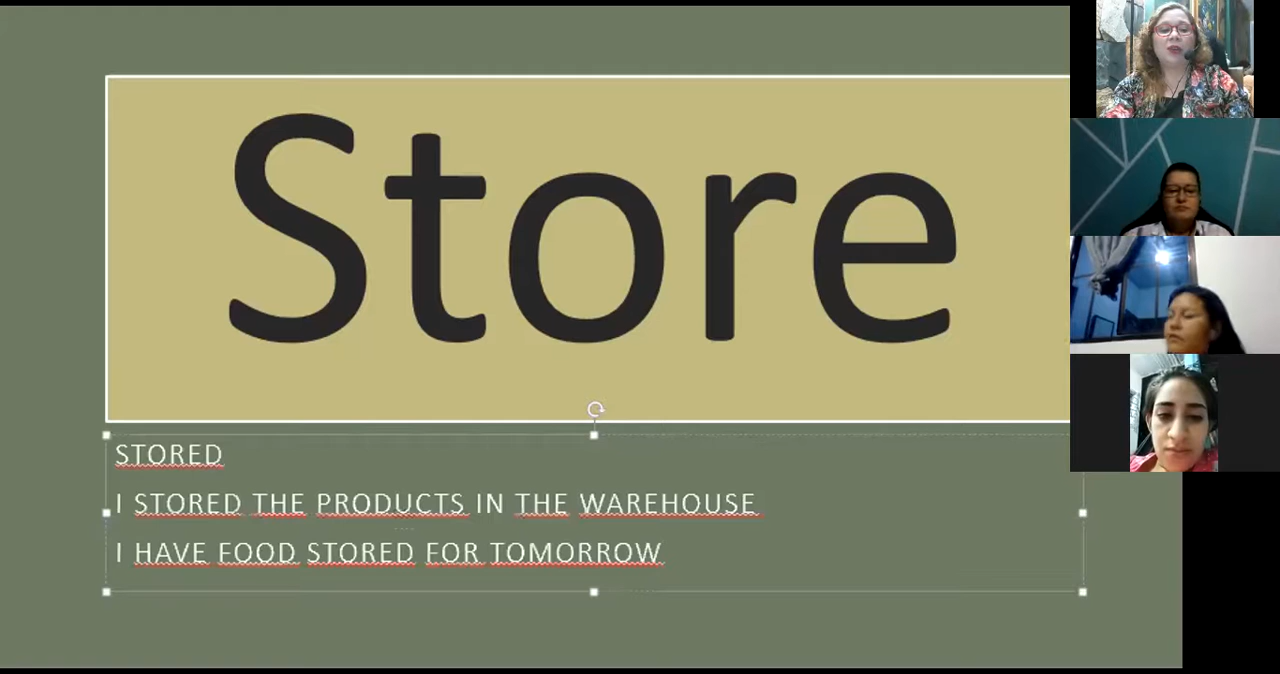 Store
STORED
I STORED THE PRODUCTS IN THE WAREHOUSE
I HAVE FOOD STORED FOR TOMORROW